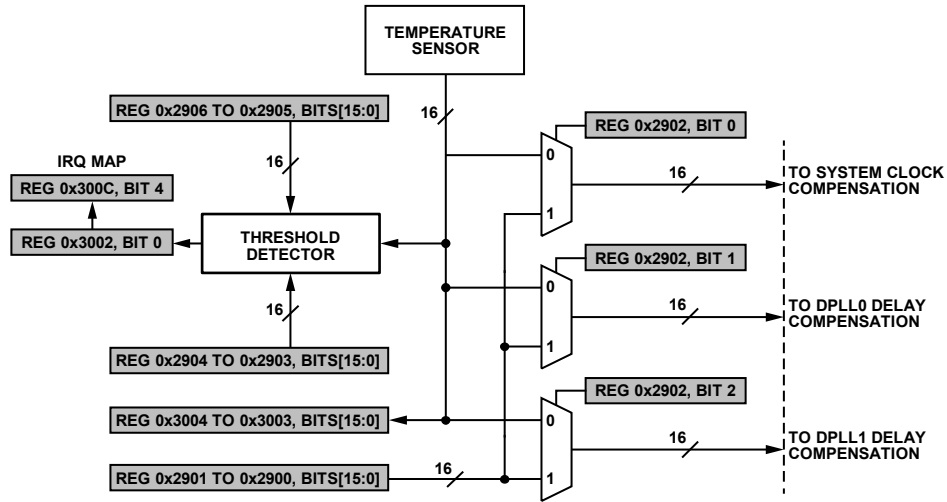 TEMPERATURE
SENSOR
REG 0x2906 TO 0x2905, BITS[15:0]
16
16
REG 0x2902, BIT 0
IRQ MAP
REG 0x300C, BIT 4
0
16
TO SYSTEM CLOCK
COMPENSATION
1
REG 0x3002, BIT 0
THRESHOLD
DETECTOR
REG 0x2902, BIT 1
0
16
16
TO DPLL0 DELAY
COMPENSATION
1
REG 0x2904 TO 0x2903, BITS[15:0]
REG 0x2902, BIT 2
REG 0x3004 TO 0x3003, BITS[15:0]
0
16
TO DPLL1 DELAY
COMPENSATION
REG 0x2901 TO 0x2900, BITS[15:0]
16
1